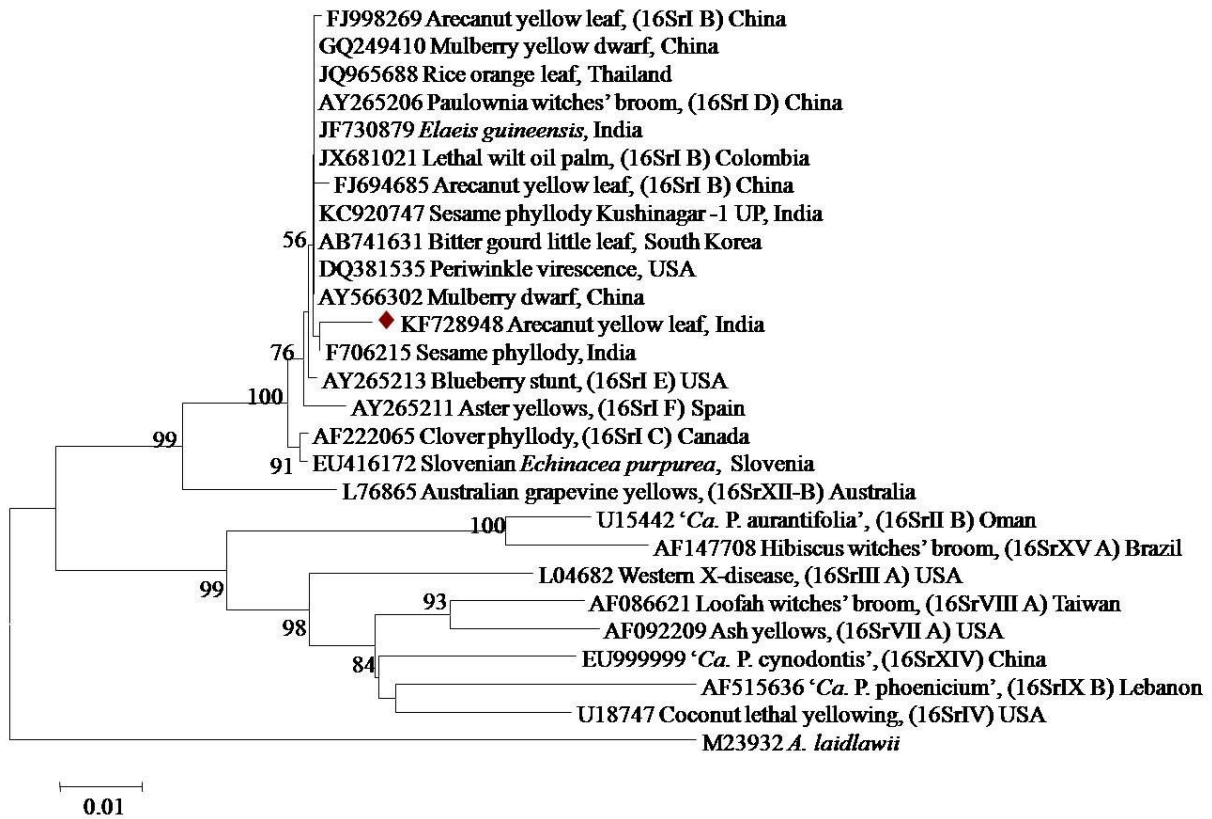 FJ998269 Arecanut yellow leaf, (16SrI B) China
GQ249410 Mulberry yellow dwarf, China
JQ965688 Rice orange leaf, Thailand
AY265206 Paulownia witches’ broom, (16SrI D) China
JF730879 Elaeis guineensis, India
JX681021 Lethal wilt oil palm, (16SrI B) Colombia
FJ694685 Arecanut yellow leaf, (16SrI B) China
KC920747 Sesame phyllody Kushinagar -1 UP, India
56 AB741631 Bitter gourd little leaf, South Korea
DQ381535 Periwinkle virescence, USA
AY566302 Mulberry dwarf, China
KF728948 Arecanut yellow leaf, India
76 F706215 Sesame phyllody, India
AY265213 Blueberry stunt, (16SrI E) USA
100 AY265211 Aster yellows, (16SrI F) Spain
99 AF222065 Clover phyllody, (16SrI C) Canada
91 EU416172 Slovenian Echinacea purpurea, Slovenia
L76865 Australian grapevine yellows, (16SrXII-B) Australia
100 U15442 ‘Ca. P. aurantifolia’, (16SrII B) Oman
AF147708 Hibiscus witches’ broom, (16SrXV A) Brazil
99 L04682 Western X-disease, (16SrIII A) USA
93 AF086621 Loofah witches’ broom, (16SrVIII A) Taiwan
98 AF092209 Ash yellows, (16SrVII A) USA
84 EU999999 ‘Ca. P. cynodontis’, (16SrXIV) China
AF515636 ‘Ca. P. phoenicium’, (16SrIX B) Lebanon
U18747 Coconut lethal yellowing, (16SrIV) USA
M23932 A. laidlawii
0.01